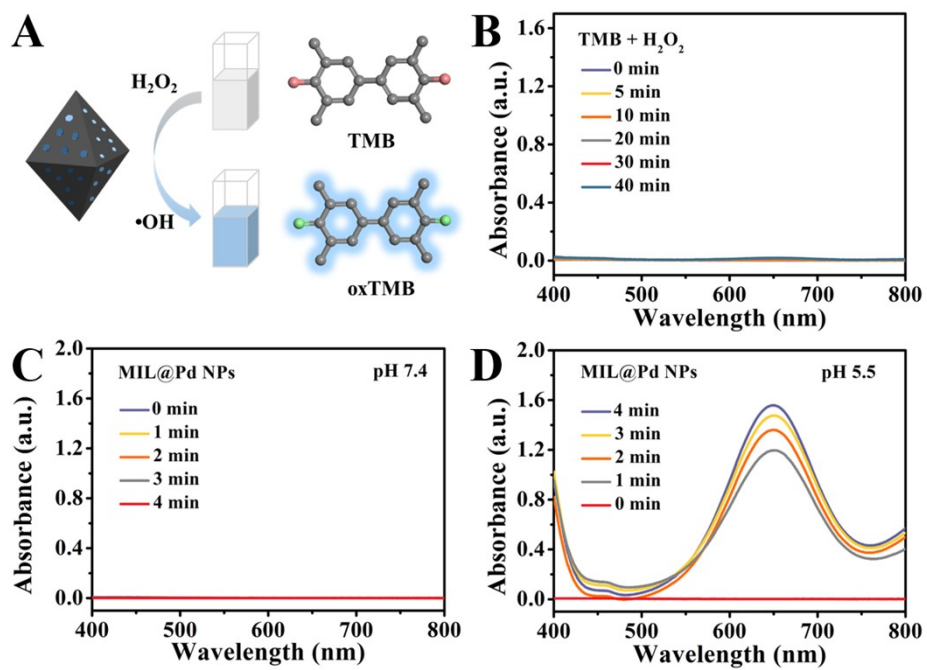 A
H₂O₂
•OH
TMB
oxTMB
B
TMB + H₂O₂
0 min
5 min
10 min
20 min
30 min
40 min
Absorbance (a.u.)
1.6
1.2
0.8
0.4
0.0
400 500 600 700 800
Wavelength (nm)
C
MIL@Pd NPs pH 7.4
0 min
1 min
2 min
3 min
4 min
Absorbance (a.u.)
2.0
1.6
1.2
0.8
0.4
0.0
400 500 600 700 800
Wavelength (nm)
D
MIL@Pd NPs pH 5.5
4 min
3 min
2 min
1 min
0 min
Absorbance (a.u.)
2.0
1.6
1.2
0.8
0.4
0.0
400 500 600 700 800
Wavelength (nm)